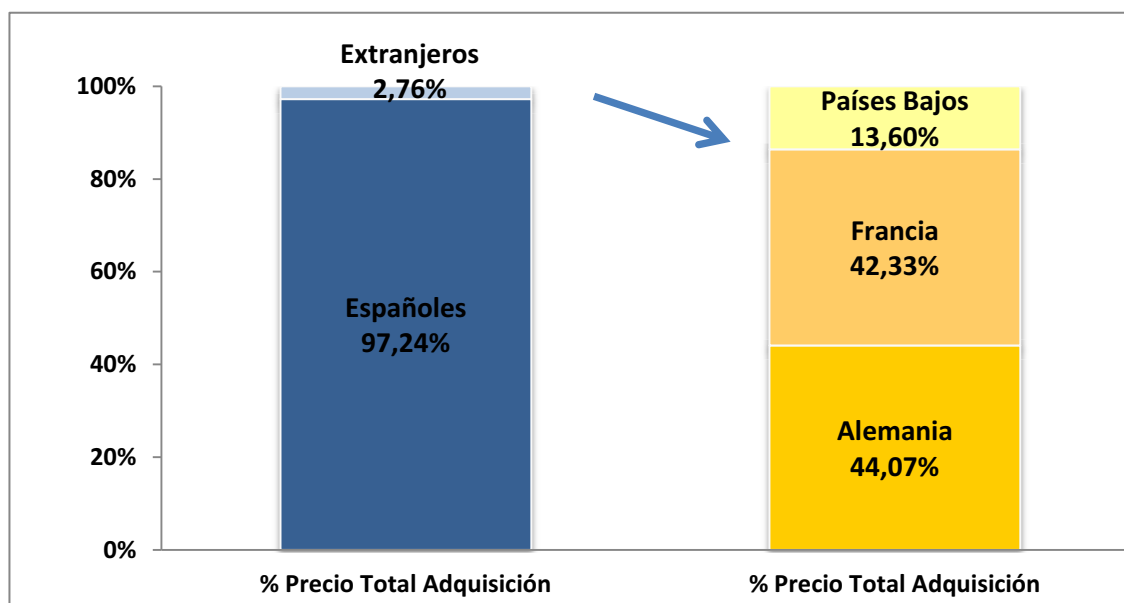 Extranjeros
2,76%
100%
80%
60%
40%
20%
0%
Españoles
97,24%
Países Bajos
13,60%
Francia
42,33%
Alemania
44,07%
% Precio Total Adquisición
% Precio Total Adquisición